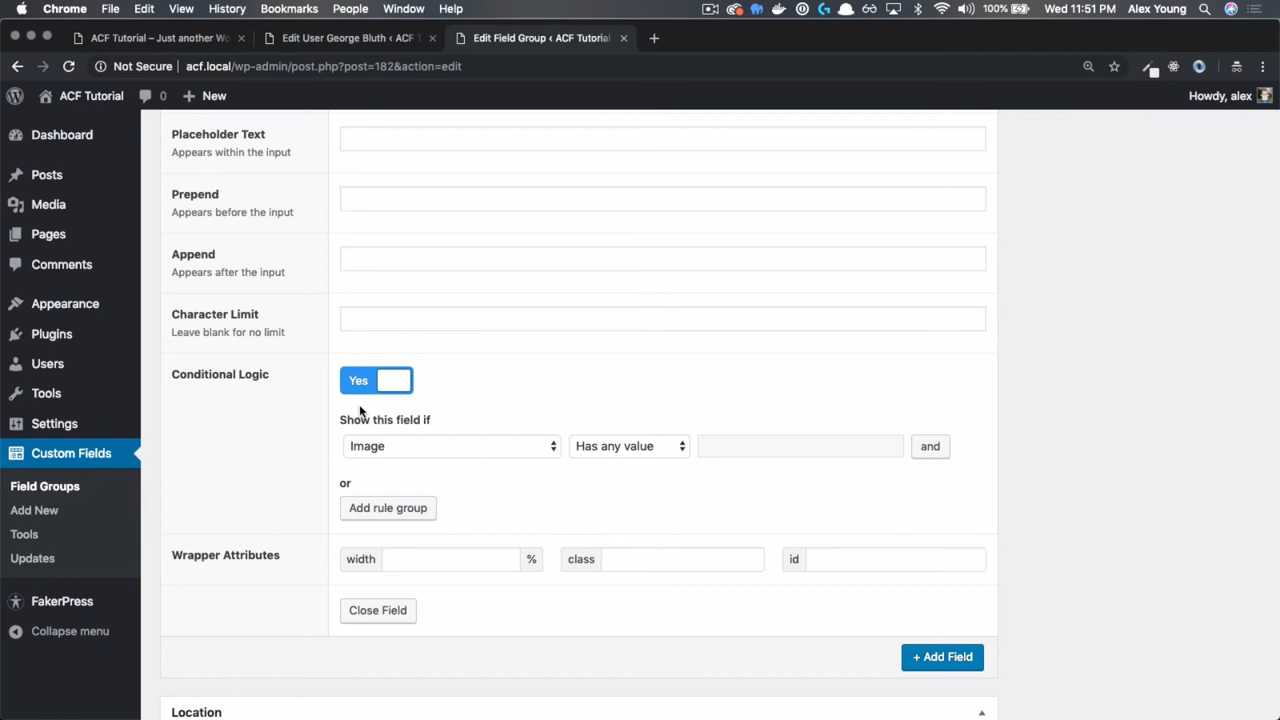 Chrome File Edit View History Bookmarks People Window Help 100% Wed 11:51 PM Alex Young
ACF Tutorial – Just another Wo Edit User George Bluth ‹ ACF T Edit Field Group ‹ ACF Tutorial
Not Secure acf.local/wp-admin/post.php?post=182&action=edit
ACF Tutorial 0 New Howdy, alex
Dashboard
Posts
Media
Pages
Comments
Appearance
Plugins
Users
Tools
Settings
Custom Fields
Field Groups
Add New
Tools
Updates
FakerPress
Collapse menu
Placeholder Text
Appears within the input
Prepend
Appears before the input
Append
Appears after the input
Character Limit
Leave blank for no limit
Conditional Logic
Yes
Show this field if
Image Has any value and
or
Add rule group
Wrapper Attributes
width % class id
Close Field
+ Add Field
Location